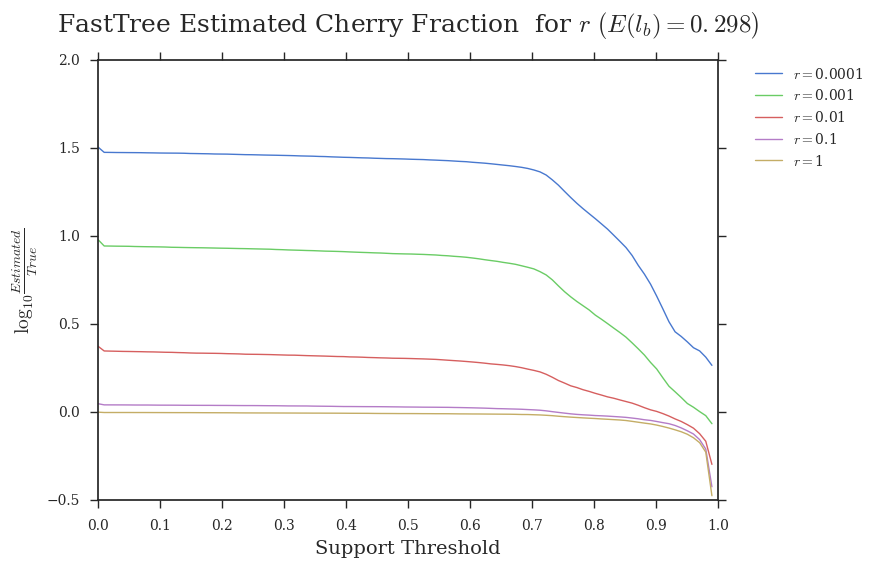 FastTree Estimated Cherry Fraction for r (E(l_b) = 0.298)
r = 0.0001
r = 0.001
r = 0.01
r = 0.1
r = 1
log10 Estimated/True
2.0
1.5
1.0
0.5
0.0
−0.5
0.0 0.1 0.2 0.3 0.4 0.5 0.6 0.7 0.8 0.9 1.0
Support Threshold